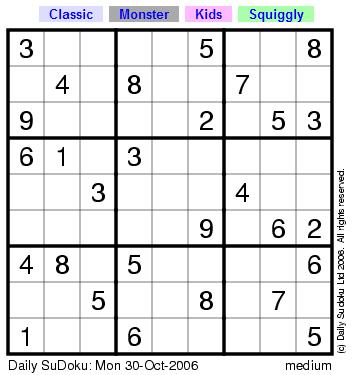 Classic Monster Kids Squiggly
3 5 8
4 8 7
9 2 5 3
6 1 3
3 4
9 6 2
4 8 5 6
5 8 7
1 6 5
(c) Daily Sudoku Ltd 2006. All rights reserved.
Daily SuDoku: Mon 30-Oct-2006 medium